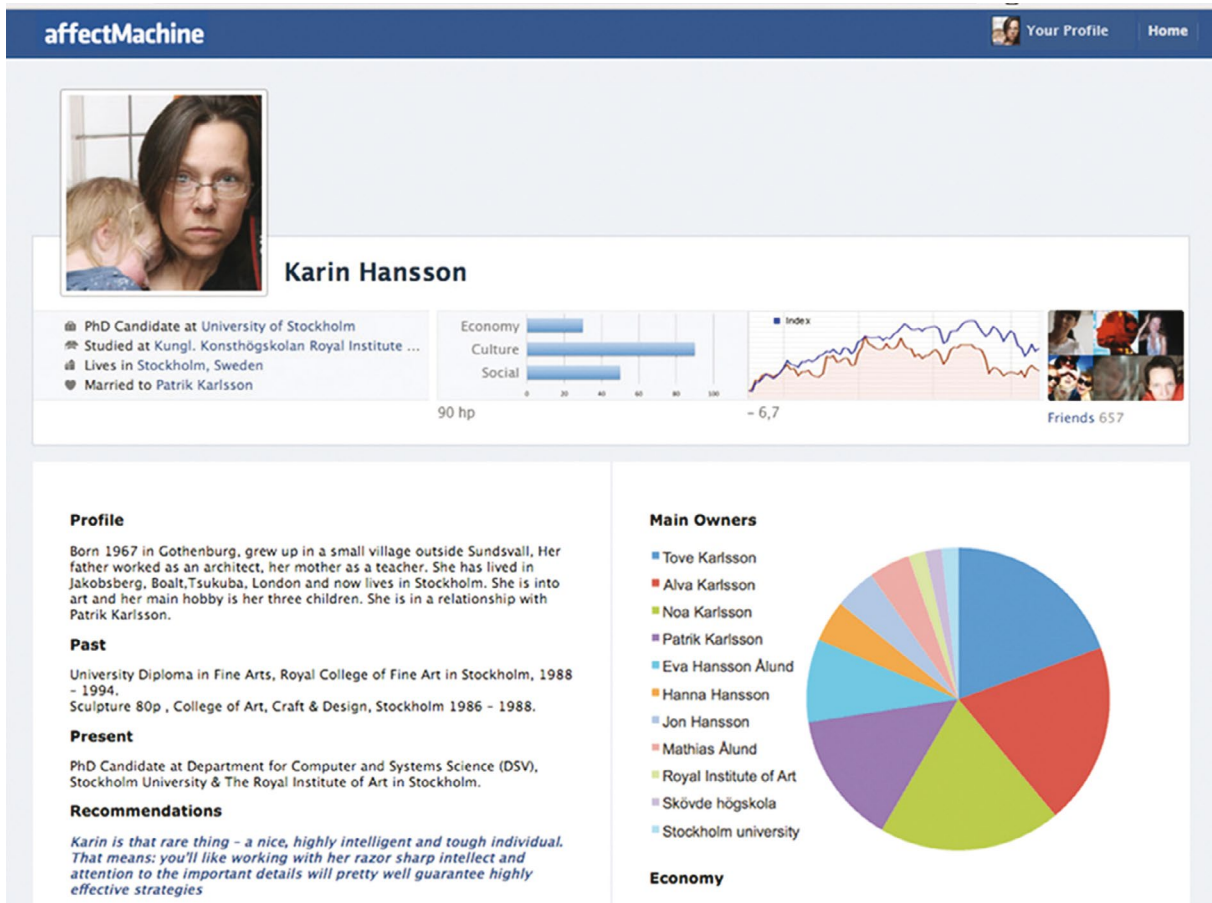 affectMachine
Your Profile
Home
Karin Hansson
PhD Candidate at University of Stockholm
Studied at Kungl. Konsthögskolan Royal Institute ...
Lives in Stockholm, Sweden
Married to Patrik Karlsson
Economy
Culture
Social
0 20 40 60 80 100
90 hp
Index
– 6,7
Friends 657
Profile
Born 1967 in Gothenburg, grew up in a small village outside Sundsvall, Her
father worked as an architect, her mother as a teacher. She has lived in
Jakobsberg, Boalt,Tsukuba, London and now lives in Stockholm. She is into
art and her main hobby is her three children. She is in a relationship with
Patrik Karlsson.
Past
University Diploma in Fine Arts, Royal College of Fine Art in Stockholm, 1988
– 1994.
Sculpture 80p , College of Art, Craft & Design, Stockholm 1986 – 1988.
Present
PhD Candidate at Department for Computer and Systems Science (DSV),
Stockholm University & The Royal Institute of Art in Stockholm.
Recommendations
Karin is that rare thing – a nice, highly intelligent and tough individual.
That means: you'll like working with her razor sharp intellect and
attention to the important details will pretty well guarantee highly
effective strategies
Main Owners
Tove Karlsson
Alva Karlsson
Noa Karlsson
Patrik Karlsson
Eva Hansson Ålund
Hanna Hansson
Jon Hansson
Mathias Ålund
Royal Institute of Art
Skövde högskola
Stockholm university
Economy